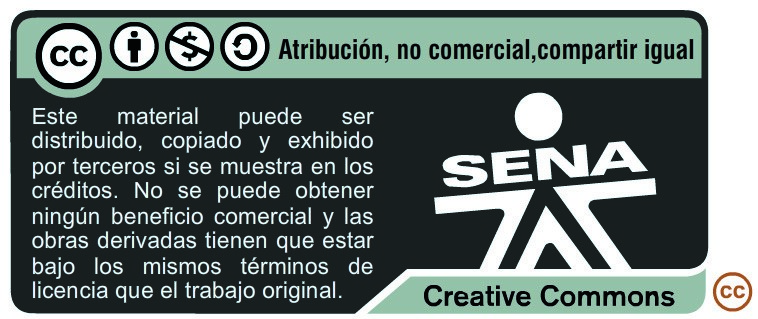 cc Atribución, no comercial,compartir igual
Este material puede ser
distribuido, copiado y exhibido
por terceros si se muestra en los
créditos. No se puede obtener
ningún beneficio comercial y las
obras derivadas tienen que estar
bajo los mismos términos de
licencia que el trabajo original.
SENA
Creative Commons
cc